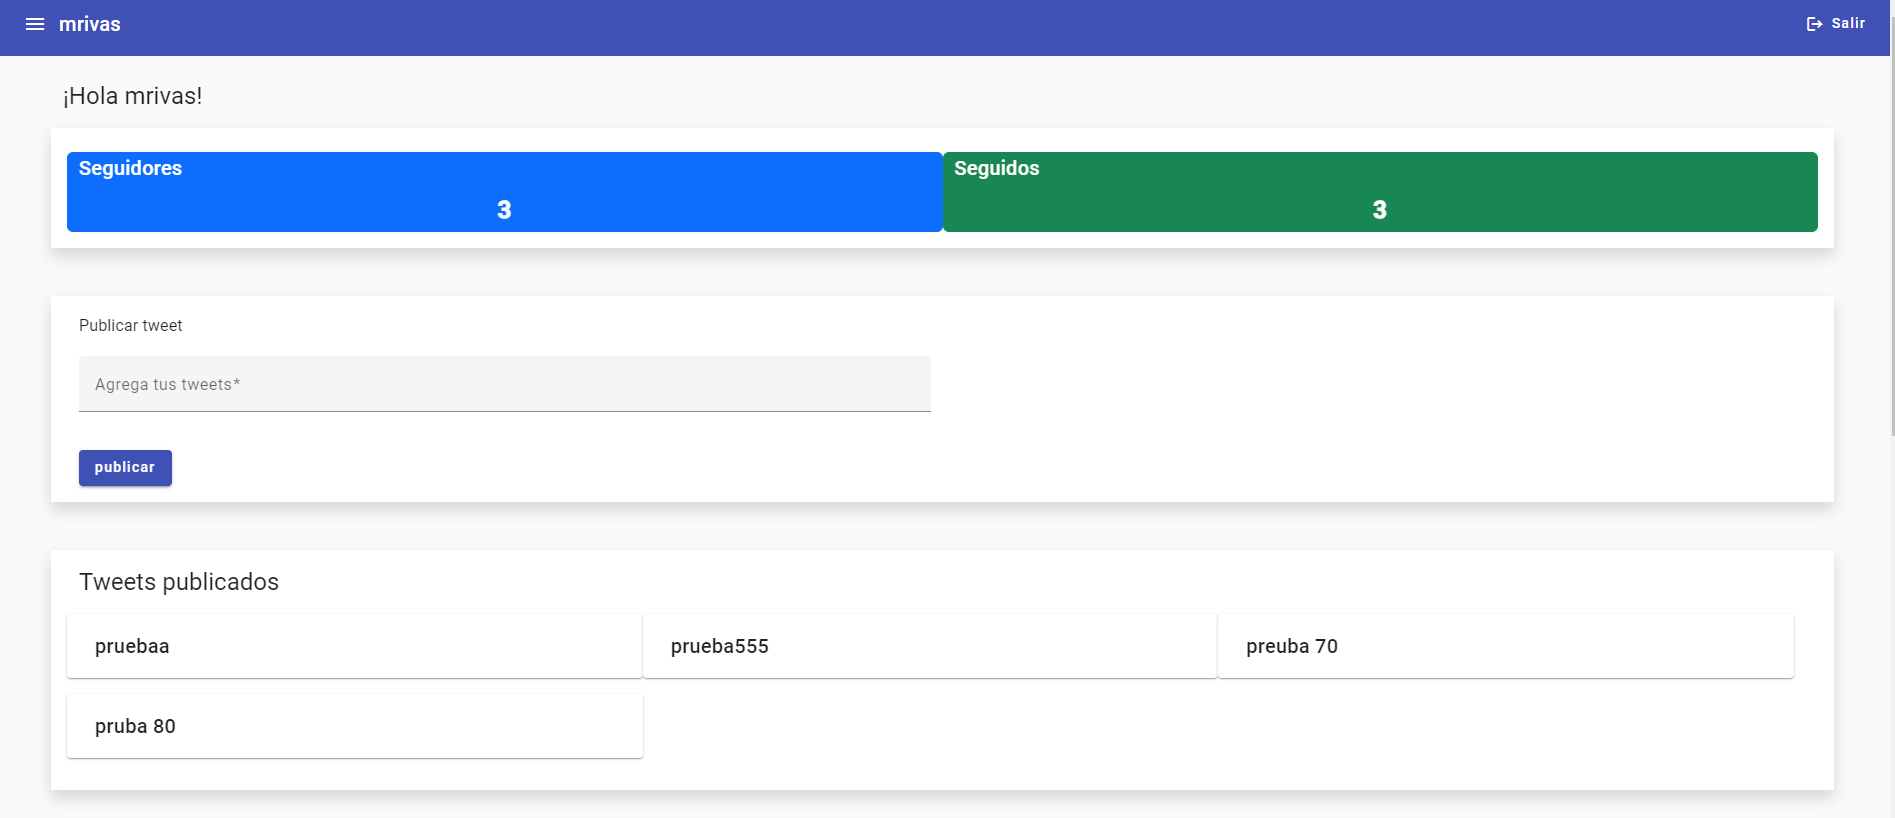 mrivas
Salir
¡Hola mrivas!
Seguidores
3
Seguidos
3
Publicar tweet
Agrega tus tweets*
publicar
Tweets publicados
pruebaa
prueba555
preuba 70
pruba 80